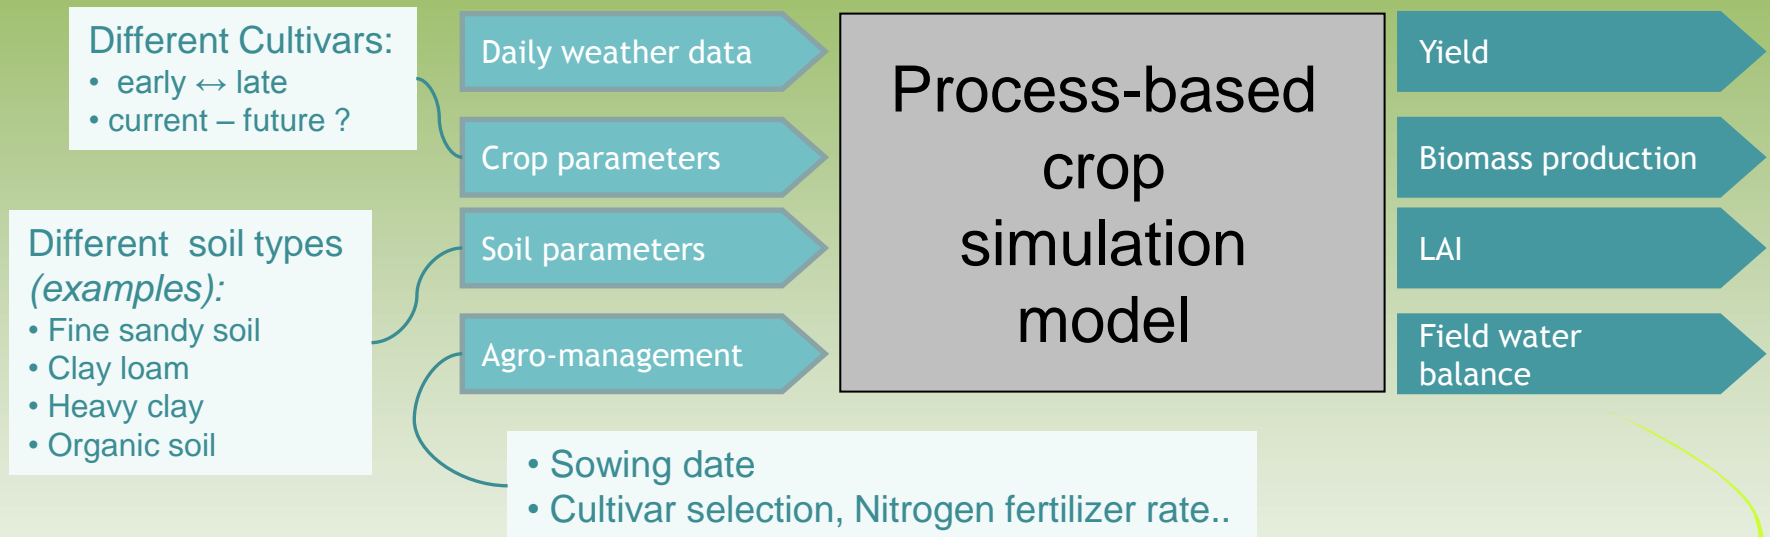 Different Cultivars:
• early ↔ late
• current – future ?
Different soil types
(examples):
• Fine sandy soil
• Clay loam
• Heavy clay
• Organic soil
Daily weather data
Crop parameters
Soil parameters
Agro-management
• Sowing date
• Cultivar selection, Nitrogen fertilizer rate..
Process-based
crop
simulation
model
Yield
Biomass production
LAI
Field water
balance